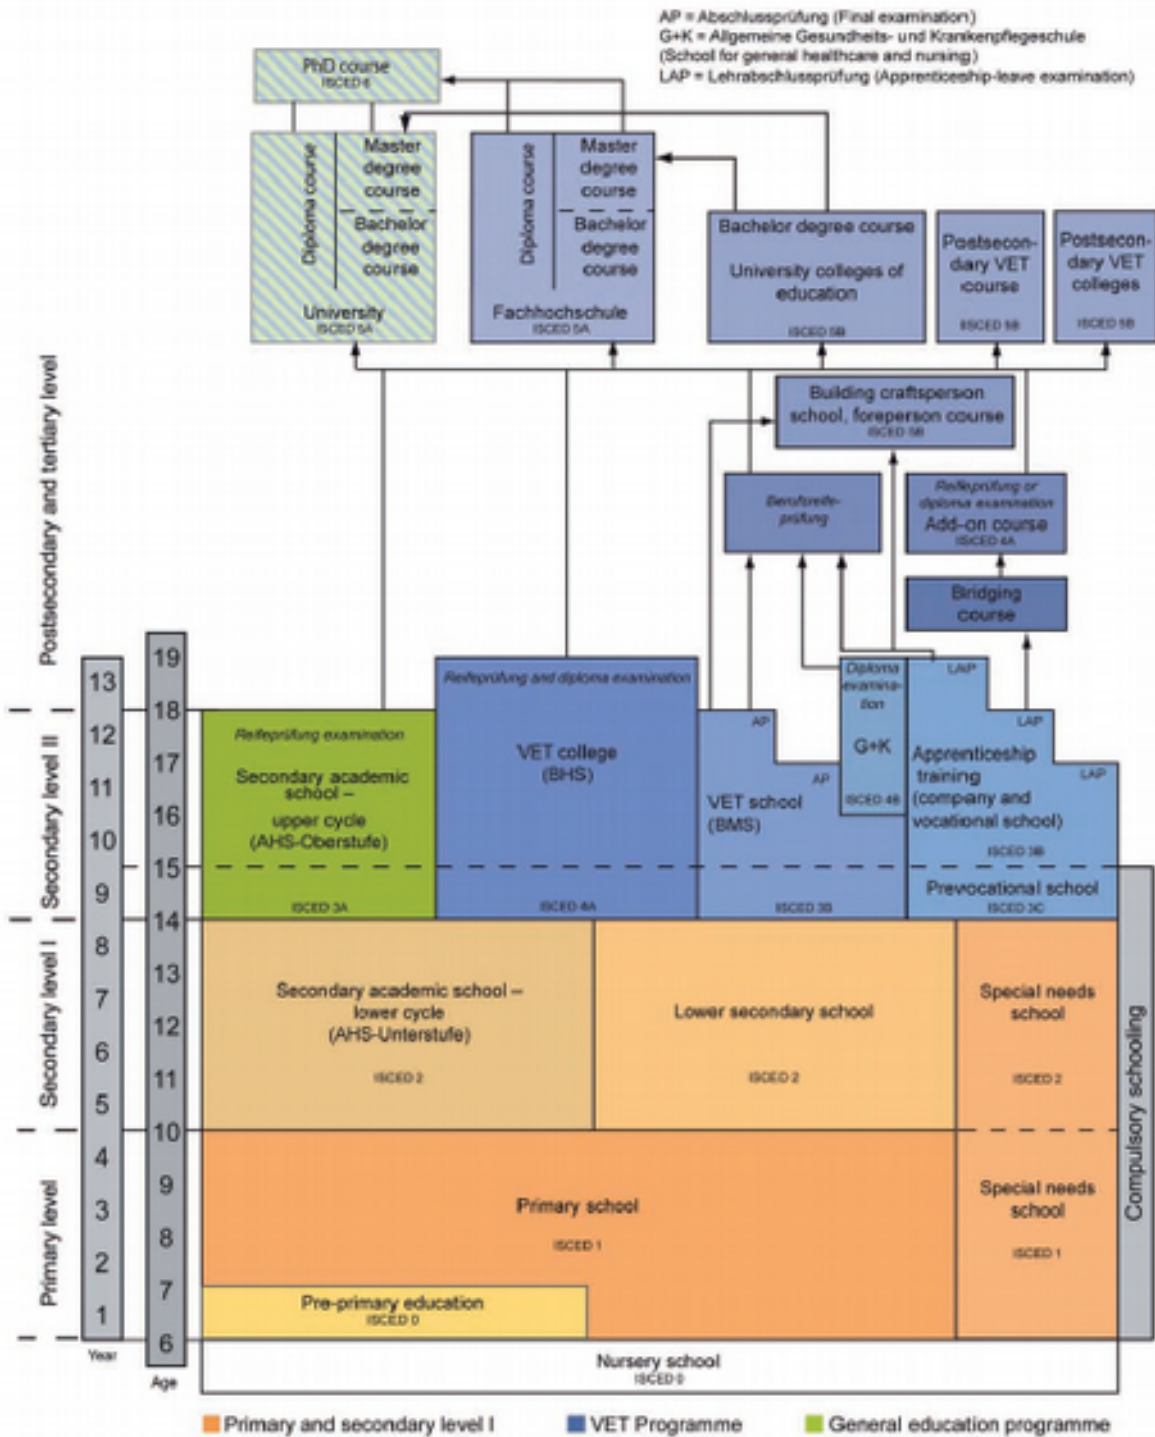 AP = Abschlussprüfung (Final examination)
G+K = Allgemeine Gesundheits- und Krankenpflegeschule
(School for general healthcare and nursing)
LAP = Lehrabschlussprüfung (Apprenticeship-leave examination)
PhD course
ISCED 6
Diploma course
Master
degree
course
Bachelor
degree
course
University
ISCED 5A
Diploma course
Master
degree
course
Bachelor
degree
course
Fachhochschule
ISCED 5A
Bachelor degree course
University colleges of
education
ISCED 5B
Postsecon-
dary VET
course
ISCED 5B
Postsecon-
dary VET
colleges
ISCED 5B
Building craftsperson
school, foreperson course
ISCED 5B
Berufsreife-
prüfung
Reifeprüfung or
diploma examination
Add-on course
ISCED 4A
Bridging
course
Postsecondary and tertiary level
Secondary level II
Secondary level I
Primary level
13
12
11
10
9
8
7
6
5
4
3
2
1
Year
19
18
17
16
15
14
13
12
11
10
9
8
7
6
Age
Reifeprüfung examination
Secondary academic
school –
upper cycle
(AHS-Oberstufe)
ISCED 3A
Reifeprüfung and diploma examination
VET college
(BHS)
ISCED 4A
AP
AP
VET school
(BMS)
ISCED 3B
Diploma
examina-
tion
G+K
ISCED 4B
LAP
LAP
LAP
Apprenticeship
training
(company and
vocational school)
ISCED 3B
Prevocational school
ISCED 3C
Secondary academic school –
lower cycle
(AHS-Unterstufe)
ISCED 2
Lower secondary school
ISCED 2
Special needs
school
ISCED 2
Primary school
ISCED 1
Special needs
school
ISCED 1
Pre-primary education
ISCED 0
Nursery school
ISCED 0
Compulsory schooling
Primary and secondary level I
VET Programme
General education programme